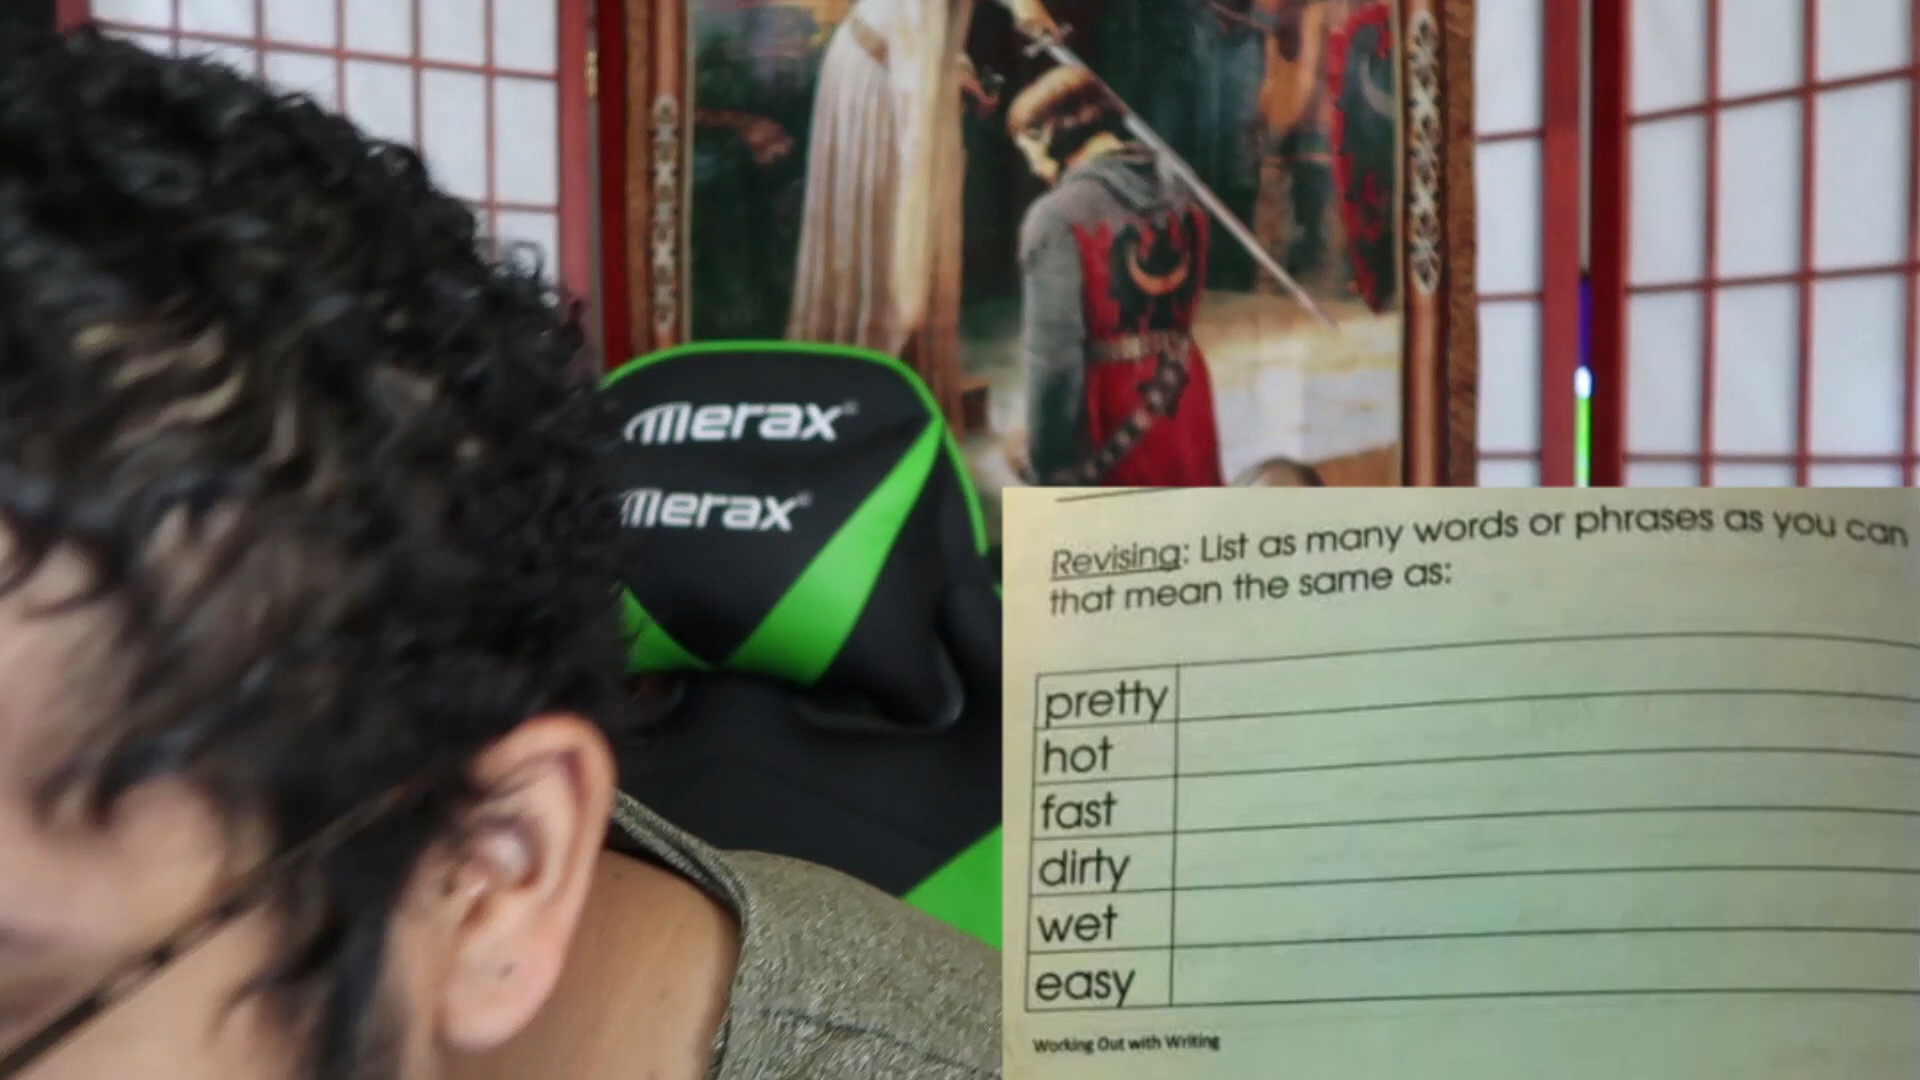 merax
merax
Revising: List as many words or phrases as you can
that mean the same as:
pretty
hot
fast
dirty
wet
easy
Working Out with Writing